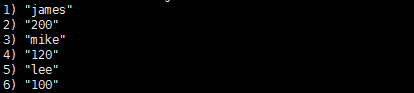 1) "james"
2) "200"
3) "mike"
4) "120"
5) "lee"
6) "100"